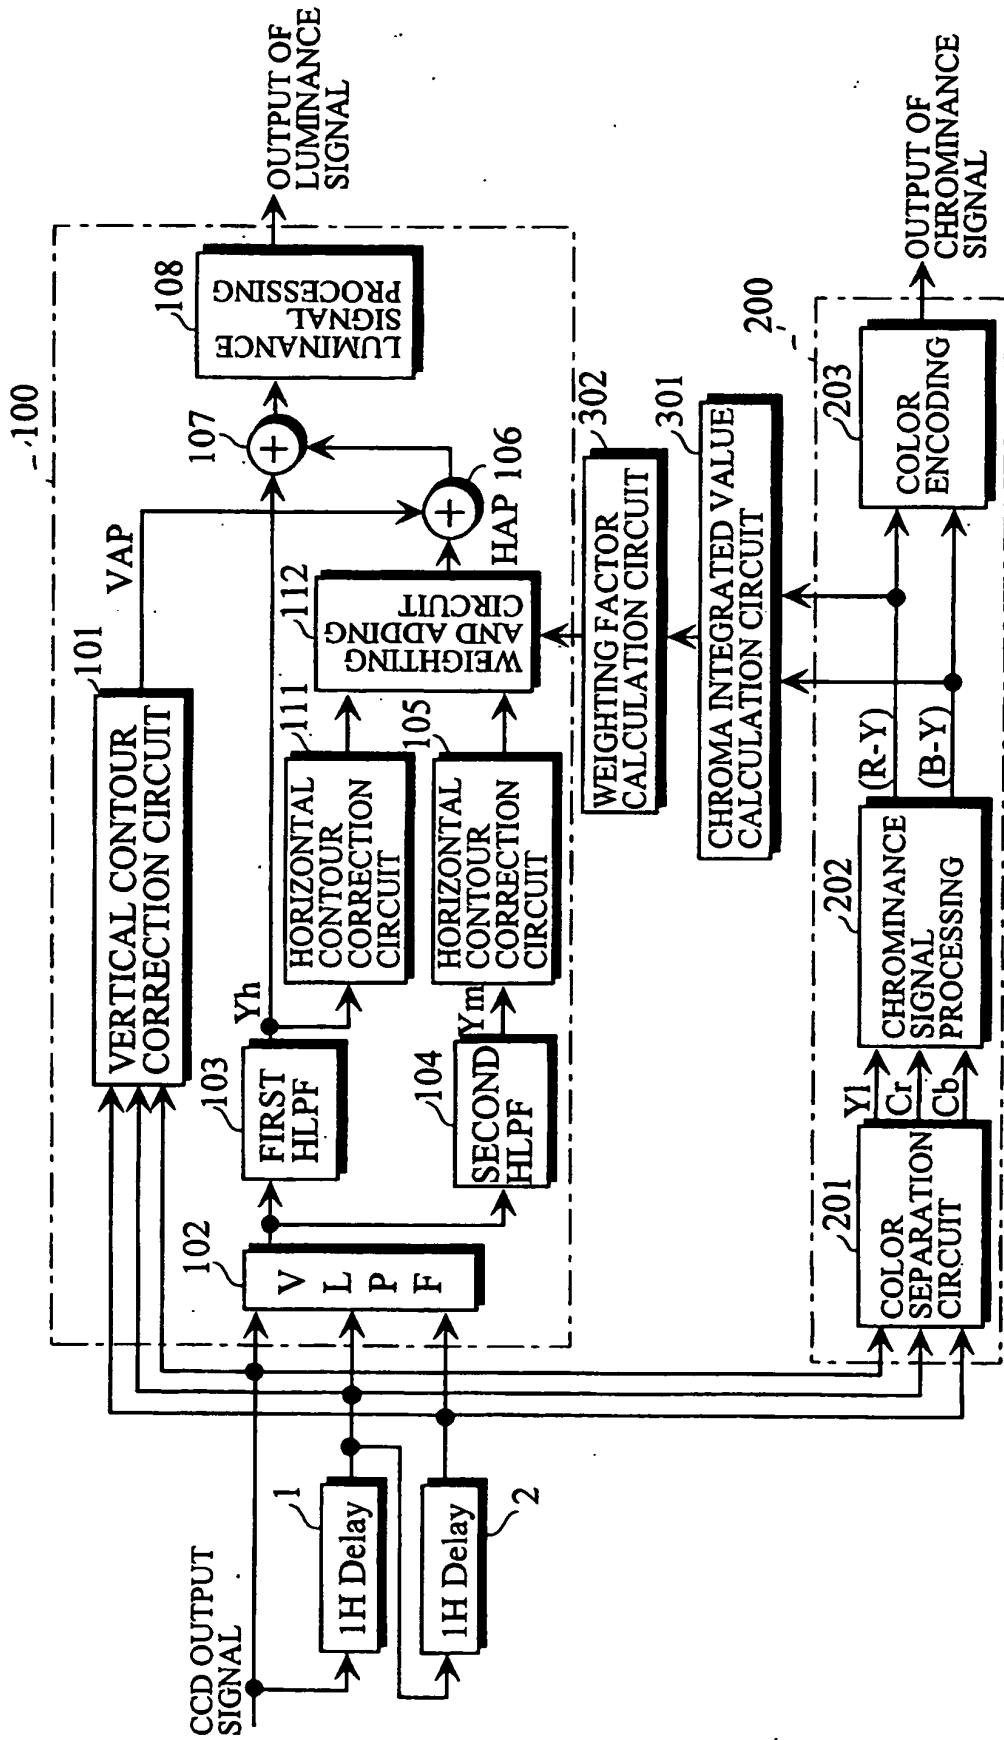 CCD OUTPUT
SIGNAL
1
1H Delay
1H Delay
2
100
101
VERTICAL CONTOUR
CORRECTION CIRCUIT
VAP
102
V
L
P
F
103
FIRST
HLPF
Yh
104
SECOND
HLPF
Ym
111
HORIZONTAL
CONTOUR
CORRECTION
CIRCUIT
105
HORIZONTAL
CONTOUR
CORRECTION
CIRCUIT
112
WEIGHTING
AND ADDING
CIRCUIT
HAP
106
+
107
+
108
LUMINANCE
SIGNAL
PROCESSING
OUTPUT OF
LUMINANCE
SIGNAL
302
WEIGHTING FACTOR
CALCULATION CIRCUIT
301
CHROMA INTEGRATED VALUE
CALCULATION CIRCUIT
200
201
COLOR
SEPARATION
CIRCUIT
Yl
Cr
Cb
202
CHROMINANCE
SIGNAL
PROCESSING
(R-Y)
(B-Y)
203
COLOR
ENCODING
OUTPUT OF
CHROMINANCE
SIGNAL